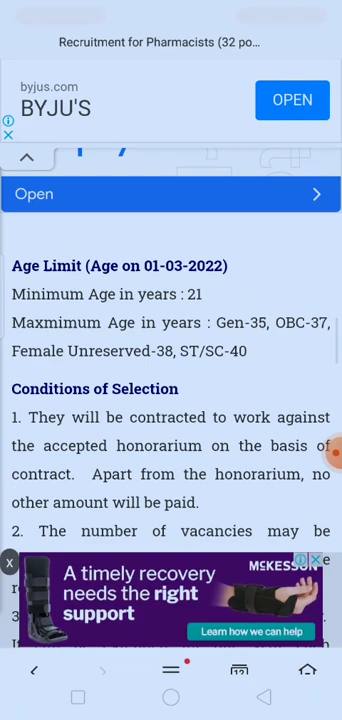 Recruitment for Pharmacists (32 po...
byjus.com
BYJU'S
OPEN
Open
Age Limit (Age on 01-03-2022)
Minimum Age in years : 21
Maxmimum Age in years : Gen-35, OBC-37,
Female Unreserved-38, ST/SC-40
Conditions of Selection
1. They will be contracted to work against
the accepted honorarium on the basis of
contract. Apart from the honorarium, no
other amount will be paid.
2. The number of vacancies may be
X
A timely recovery
needs the right
support
MCKESSON
Learn how we can help
3
12